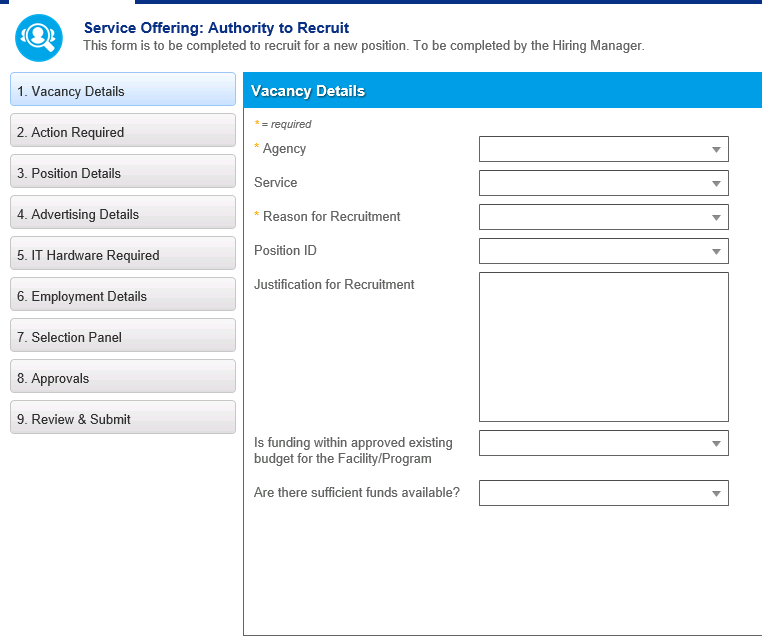 Service Offering: Authority to Recruit
This form is to be completed to recruit for a new position. To be completed by the Hiring Manager.
1. Vacancy Details
2. Action Required
3. Position Details
4. Advertising Details
5. IT Hardware Required
6. Employment Details
7. Selection Panel
8. Approvals
9. Review & Submit
Vacancy Details
* = required
* Agency
Service
* Reason for Recruitment
Position ID
Justification for Recruitment
Is funding within approved existing
budget for the Facility/Program
Are there sufficient funds available?